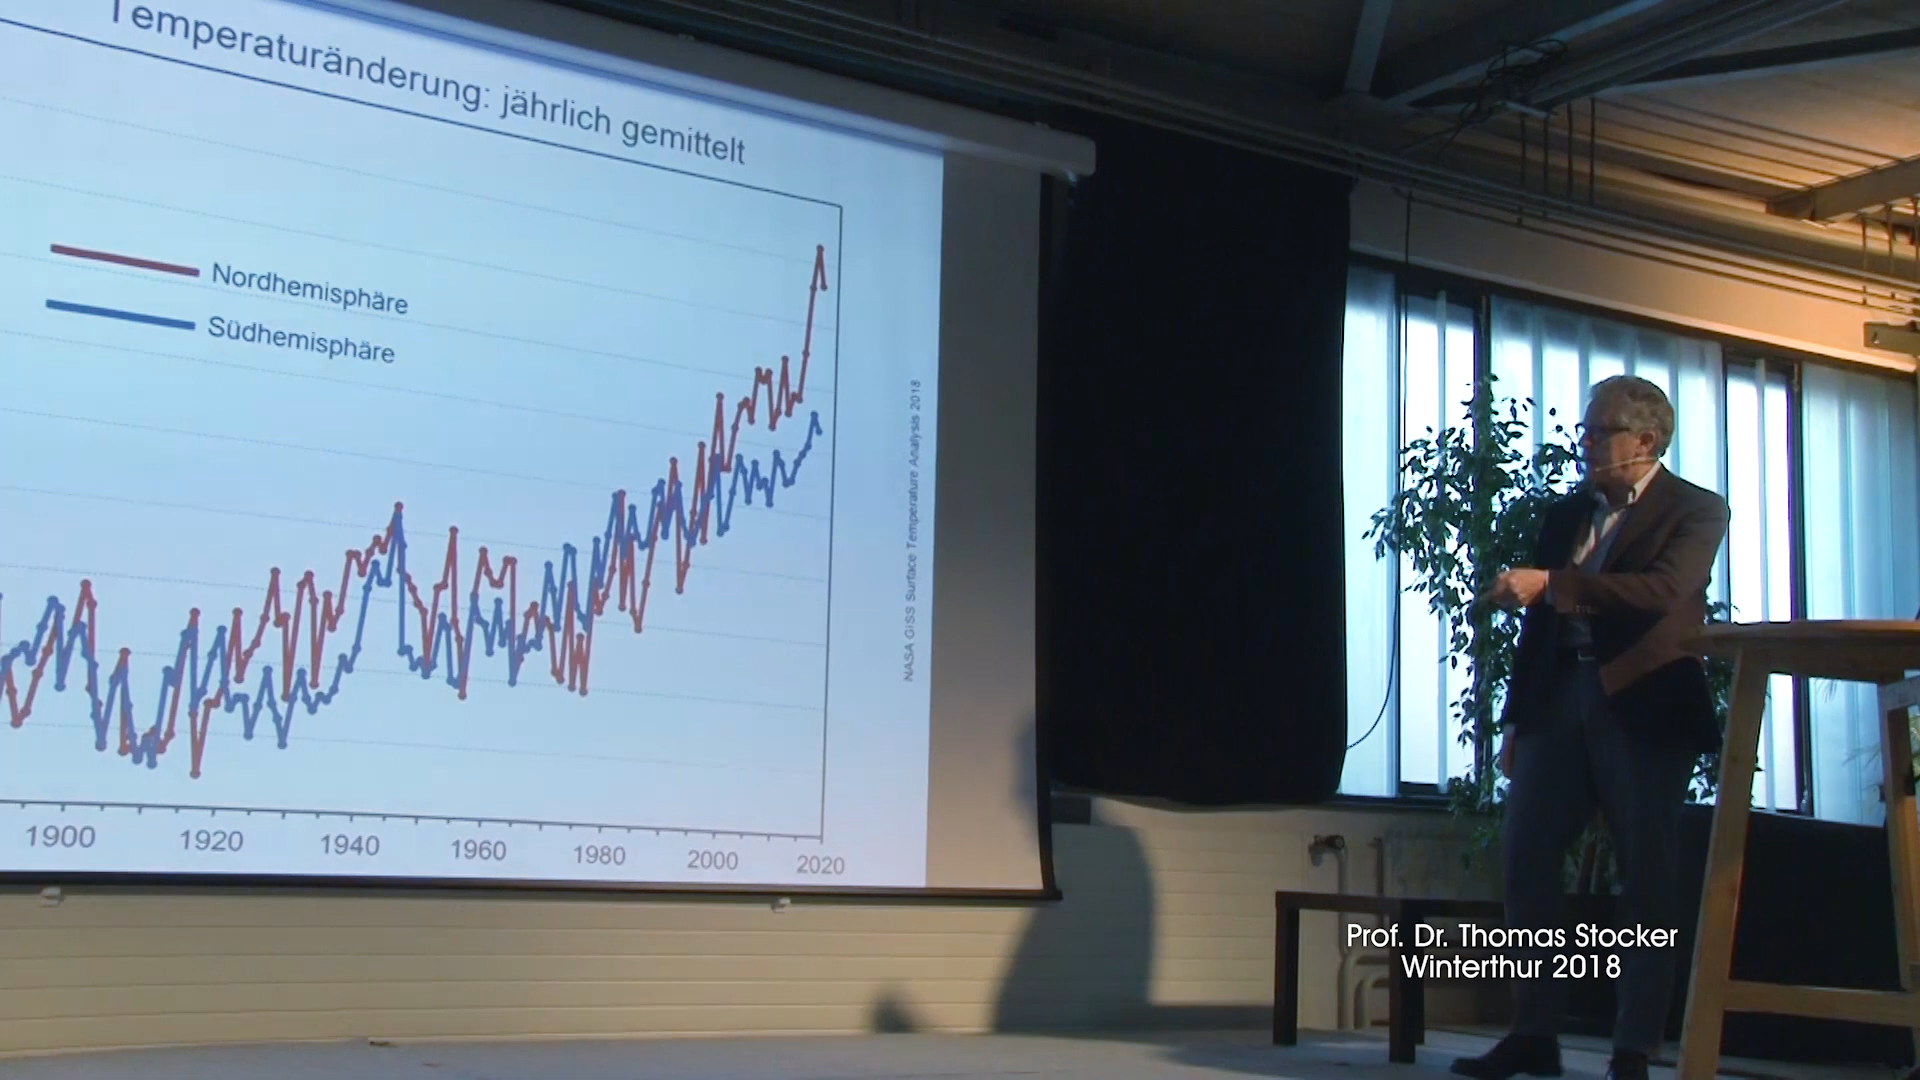 Temperaturänderung: jährlich gemittelt
Nordhemisphäre
Südhemisphäre
NASA GISS Surface Temperature Analysis 2018
1900 1920 1940 1960 1980 2000 2020
Prof. Dr. Thomas Stocker
Winterthur 2018